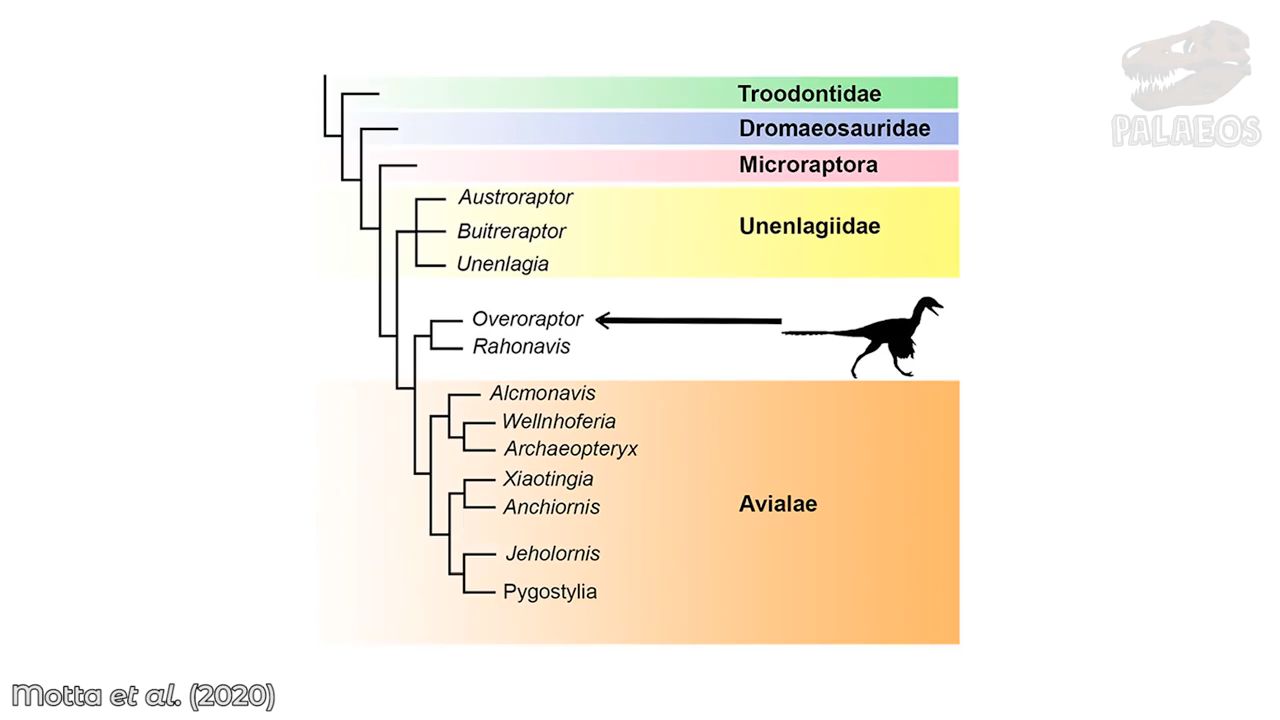 PALAEOS
Troodontidae
Dromaeosauridae
Microraptora
Austroraptor
Buitreraptor
Unenlagia
Unenlagiidae
Overoraptor
Rahonavis
Alcmonavis
Wellnhoferia
Archaeopteryx
Xiaotingia
Anchiornis
Avialae
Jeholornis
Pygostylia
Motta et al. (2020)